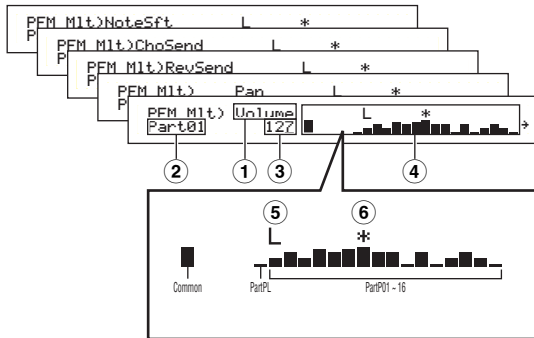 PFM Mlt)NoteSft L *
P
PFM Mlt)ChoSend L *
P
PFM Mlt)RevSend L *
P
PFM Mlt) Pan L *
P
PFM Mlt) Volume L *
Part01 127 →
2 1 3 4
5 6
L *
Common PartPL PartP01 - 16